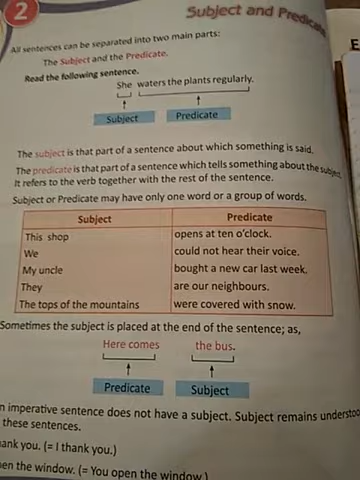 2
Subject and Predicate
All sentences can be separated into two main parts:
The Subject and the Predicate.
Read the following sentence.
She waters the plants regularly.
Subject Predicate
The subject is that part of a sentence about which something is said.
The predicate is that part of a sentence which tells something about the subject.
It refers to the verb together with the rest of the sentence.
Subject or Predicate may have only one word or a group of words.
Subject Predicate
This shop opens at ten o'clock.
We could not hear their voice.
My uncle bought a new car last week.
They are our neighbours.
The tops of the mountains were covered with snow.
Sometimes the subject is placed at the end of the sentence; as,
Here comes the bus.
Predicate Subject
n imperative sentence does not have a subject. Subject remains understoo
these sentences.
ank you. (= I thank you.)
en the window. (= You open the window.)
E